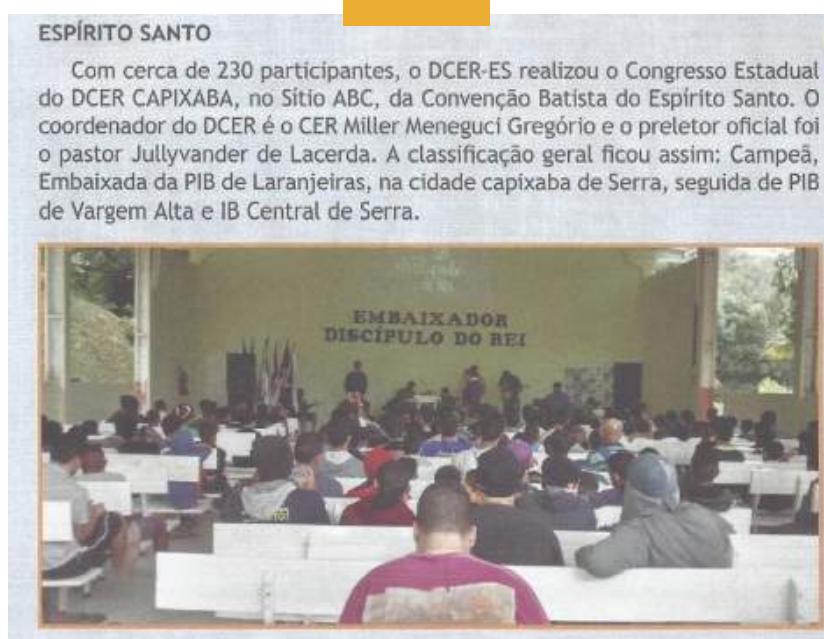 ESPÍRITO SANTO
Com cerca de 230 participantes, o DCER-ES realizou o Congresso Estadual
do DCER CAPIXABA, no Sítio ABC, da Convenção Batista do Espírito Santo. O
coordenador do DCER é o CER Miller Meneguci Gregório e o preletor oficial foi
o pastor Jullyvander de Lacerda. A classificação geral ficou assim: Campeã,
Embaixada da PIB de Laranjeiras, na cidade capixaba de Serra, seguida de PIB
de Vargem Alta e IB Central de Serra.
EMBAIXADOR
DISCÍPULO DO REI